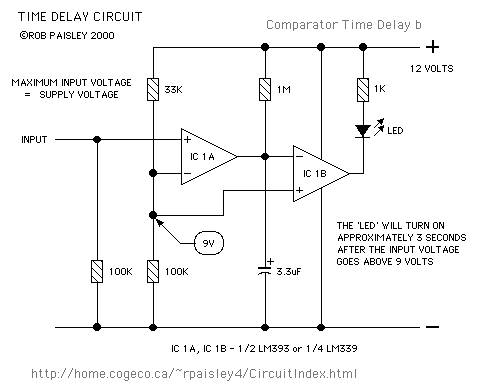 TIME DELAY CIRCUIT
©ROB PAISLEY 2000
Comparator Time Delay b
+
12 VOLTS
MAXIMUM INPUT VOLTAGE
= SUPPLY VOLTAGE
33K
1M
1K
LED
INPUT
+
IC 1A
−
−
IC 1B
+
9V
THE 'LED' WILL TURN ON
APPROXIMATELY 3 SECONDS
AFTER THE INPUT VOLTAGE
GOES ABOVE 9 VOLTS
100K
100K
+
3.3uF
−
IC 1A, IC 1B - 1/2 LM393 or 1/4 LM339
http://home.cogeco.ca/~rpaisley4/CircuitIndex.html